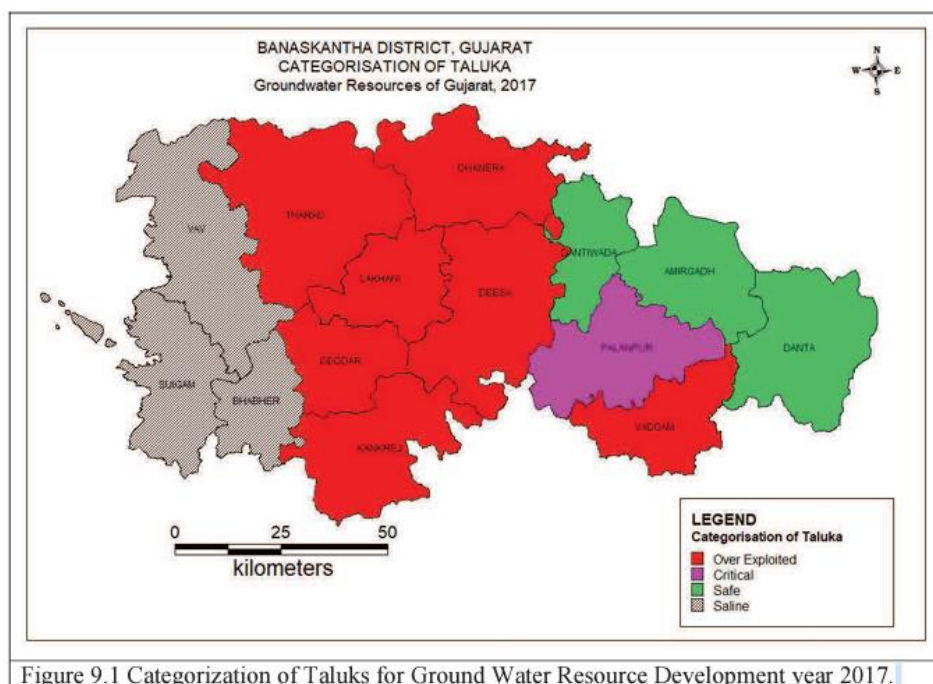 BANASKANTHA DISTRICT, GUJARAT
CATEGORISATION OF TALUKA
Groundwater Resources of Gujarat, 2017
N
W E
S
DHANERA
THARAD
VAV
DANTIWADA
AMIRGADH
LAKHANI
DEESA
PALANPUR
DANTA
DEODAR
SUIGAM
BHABHER
VADGAM
KANKREJ
0 25 50
kilometers
LEGEND
Categorisation of Taluka
Over Exploited
Critical
Safe
Saline
Figure 9.1 Categorization of Taluks for Ground Water Resource Development year 2017.